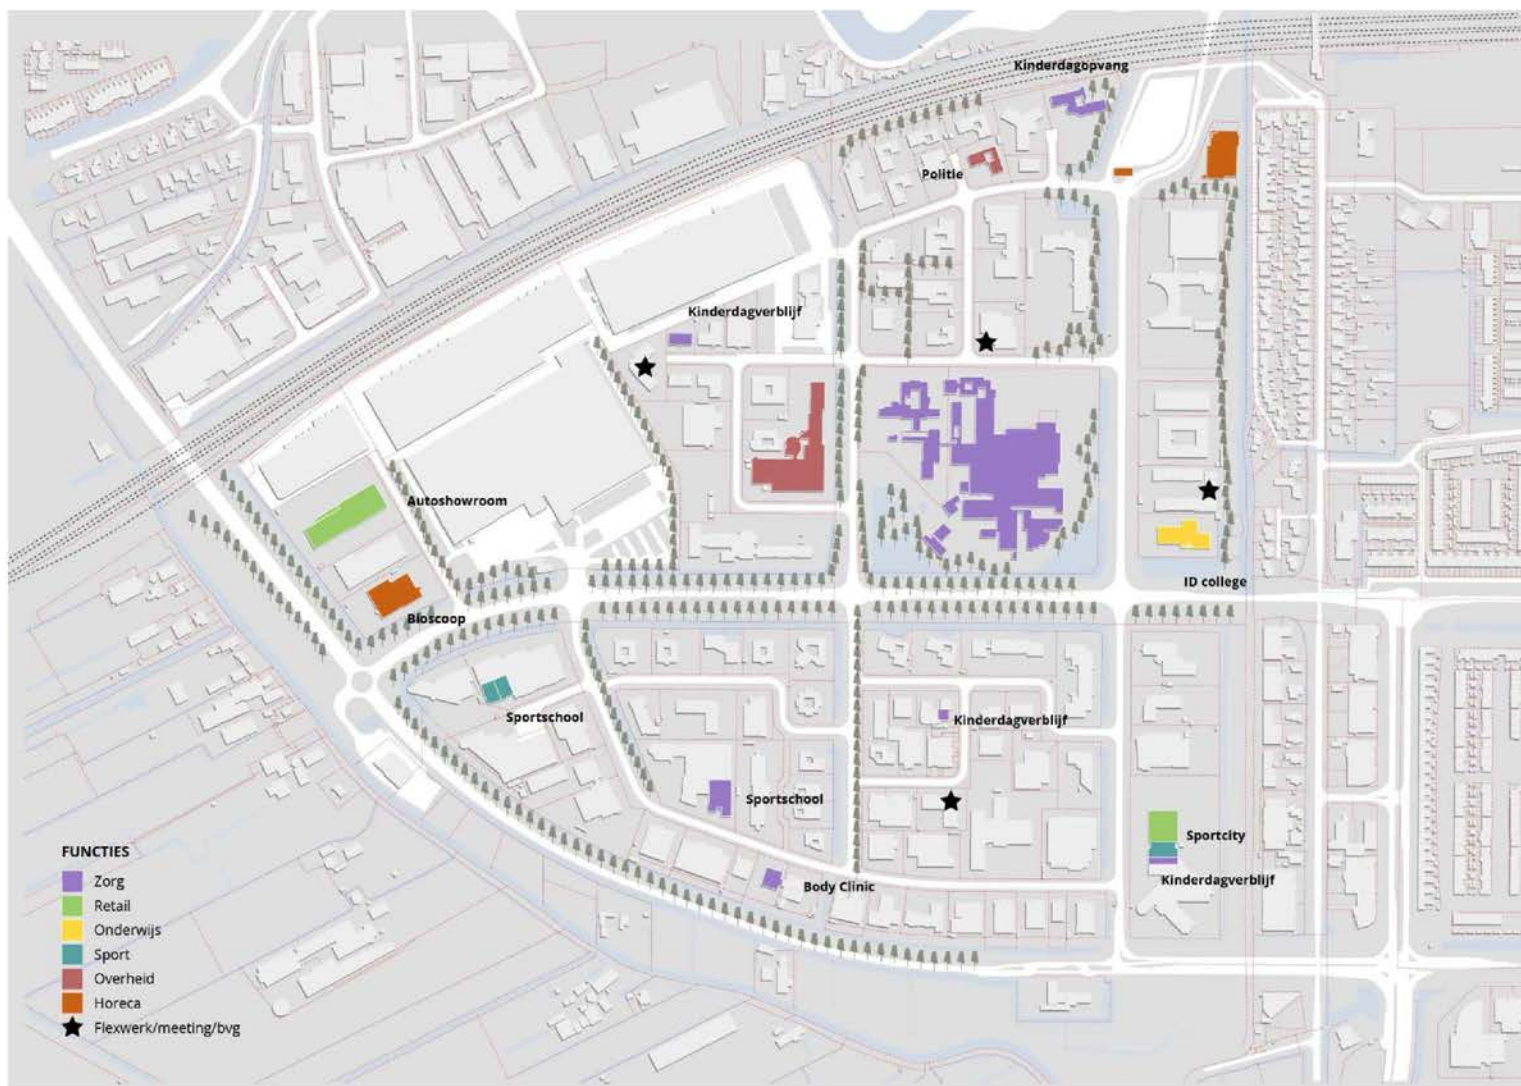 Kinderdagopvang
Politie
Kinderdagverblijf
Autoshowroom
ID college
Bioscoop
Sportschool
Kinderdagverblijf
Sportschool
Sportcity
Body Clinic
Kinderdagverblijf
FUNCTIES
Zorg
Retail
Onderwijs
Sport
Overheid
Horeca
Flexwerk/meeting/bvg